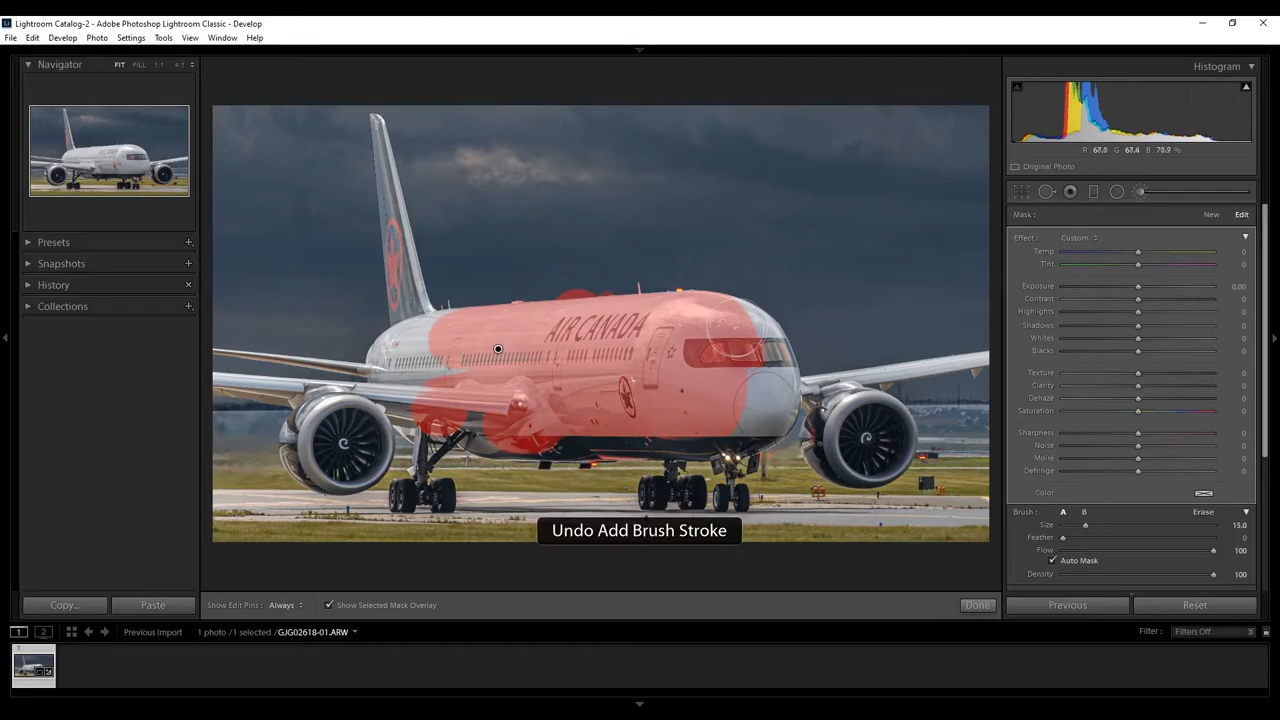 Lightroom Catalog-2 - Adobe Photoshop Lightroom Classic - Develop
File Edit Develop Photo Settings Tools View Window Help
Navigator FIT FILL 1:1 4:1
Histogram
R 63.0 G 63.6 B 70.9 %
Original Photo
Mask : New Edit
Effect : Custom
Temp 0
Tint 0
Exposure 0.00
Contrast 0
Highlights 0
Shadows 0
Whites 0
Blacks 0
Texture 0
Clarity 0
Dehaze 0
Saturation 0
Sharpness 0
Noise 0
Moire 0
Defringe 0
Color
Brush : A B Erase
Size 15.0
Feather 0
Flow 100
Auto Mask
Density 100
Presets
Snapshots
History
Collections
AIR CANADA
Undo Add Brush Stroke
Copy... Paste
Show Edit Pins : Always Show Selected Mask Overlay Done
Previous Reset
1 2 Previous Import 1 photo / 1 selected / GJG02618-01.ARW Filter : Filters Off
1